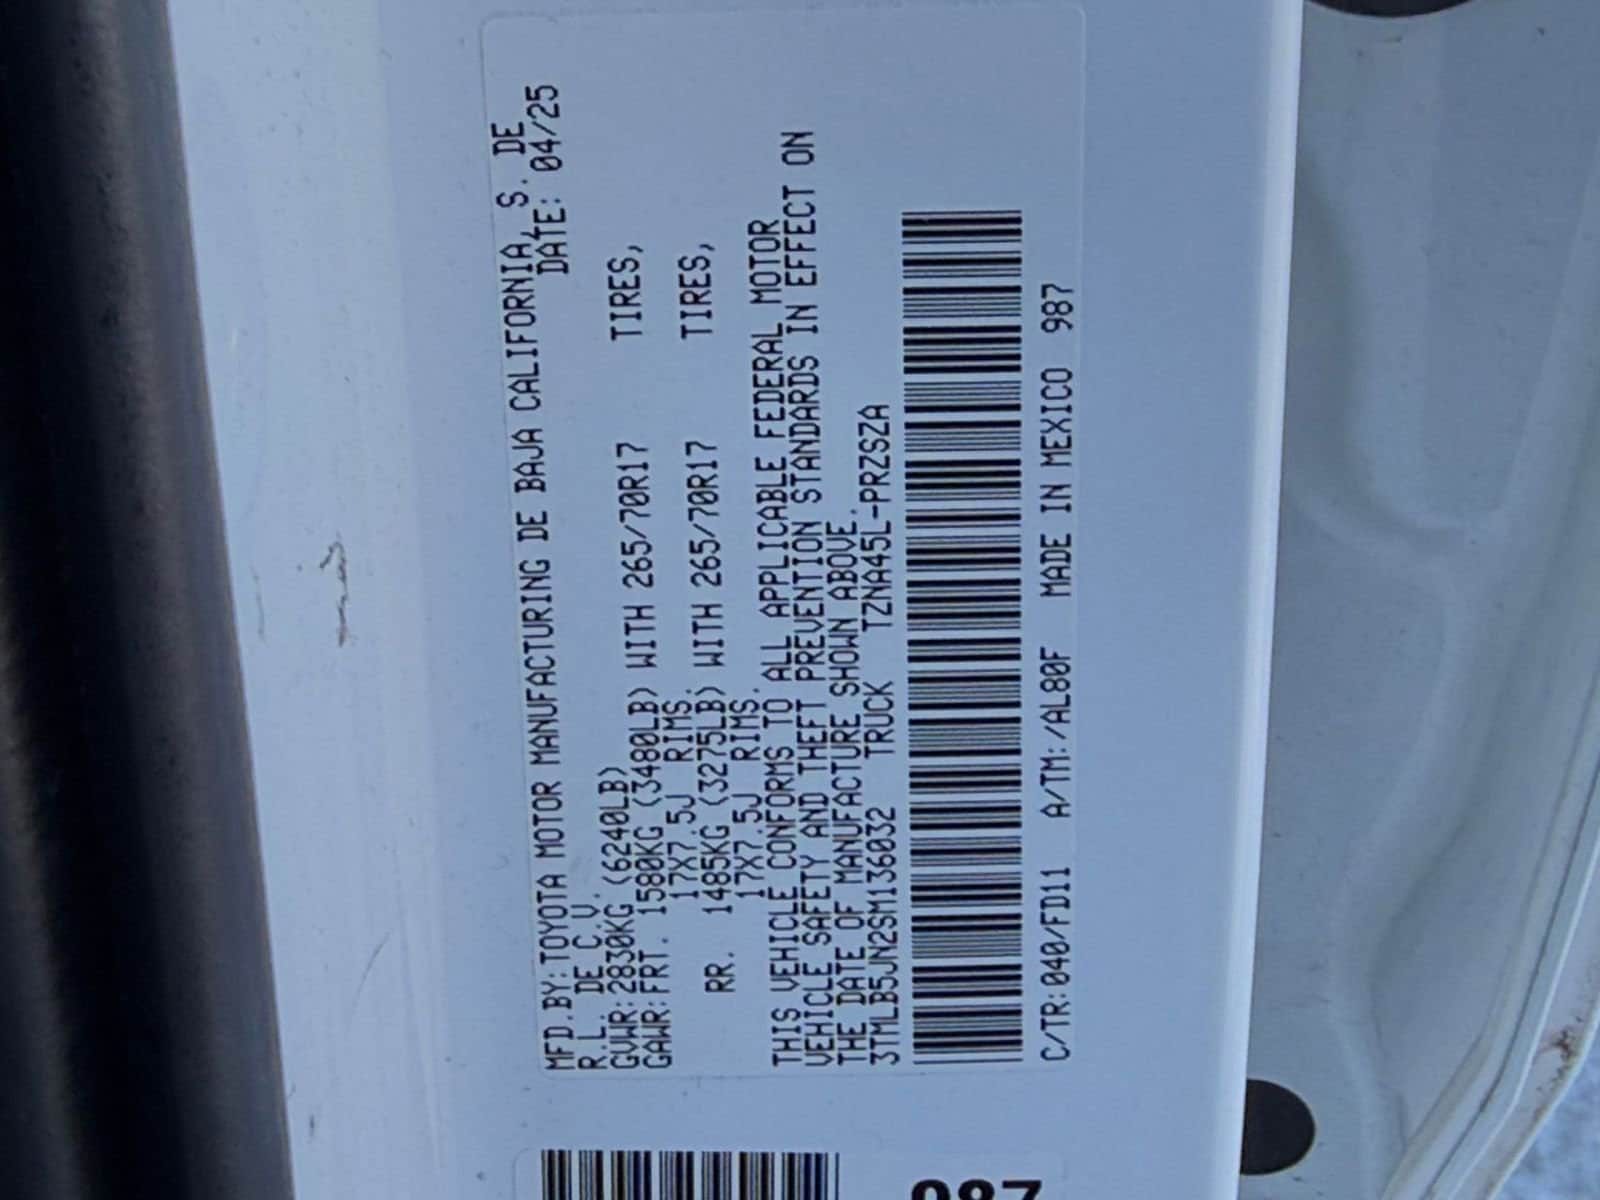 MFD.BY:TOYOTA MOTOR MANUFACTURING DE BAJA CALIFORNIA, S. DE
R.L. DE C.V. DATE: 04/25
GVWR:2830KG (6240LB)
GAWR:FRT. 1580KG (3480LB) WITH 265/70R17 TIRES,
17X7.5J RIMS.
RR. 1485KG (3275LB) WITH 265/70R17 TIRES,
17X7.5J RIMS.
THIS VEHICLE CONFORMS TO ALL APPLICABLE FEDERAL MOTOR
VEHICLE SAFETY AND THEFT PREVENTION STANDARDS IN EFFECT ON
THE DATE OF MANUFACTURE SHOWN ABOVE.
3TMLB5JN2SM136032 TRUCK TZNA45L-PRZSZA
C/TR:040/FD11 A/TM:/AL80F MADE IN MEXICO 987
987